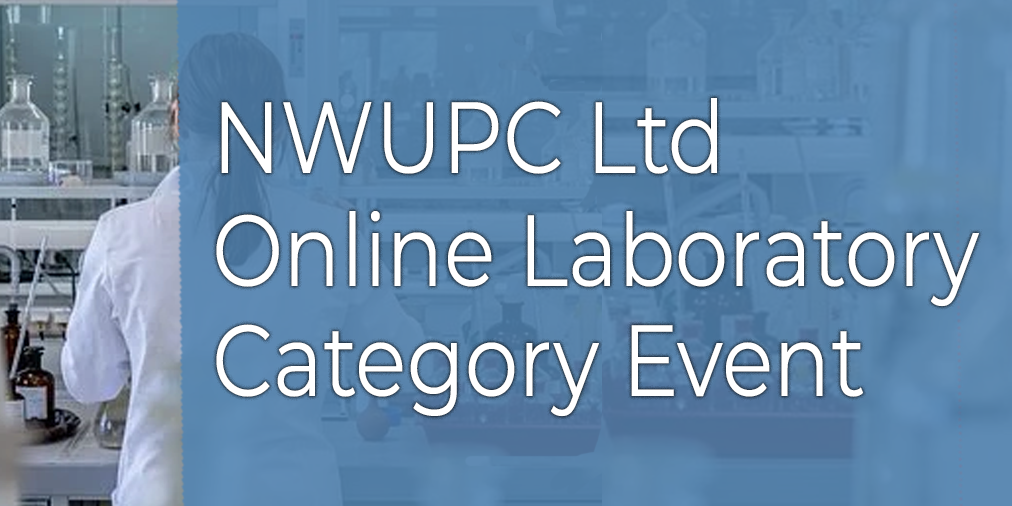 NWUPC Ltd
Online Laboratory
Category Event